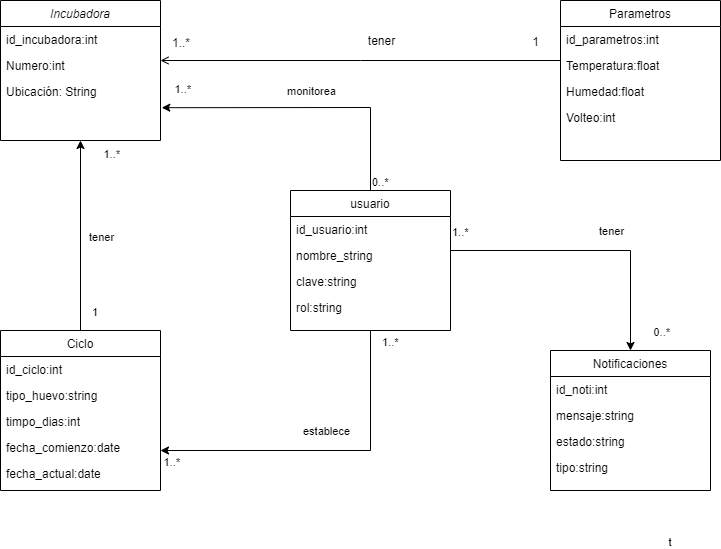 Incubadora
id_incubadora:int
Numero:int
Ubicación: String
Parametros
id_parametros:int
Temperatura:float
Humedad:float
Volteo:int
1..*
tener
1
1..*
monitorea
0..*
1..*
tener
1
usuario
id_usuario:int
nombre_string
clave:string
rol:string
1..*
tener
0..*
Ciclo
id_ciclo:int
tipo_huevo:string
timpo_dias:int
fecha_comienzo:date
fecha_actual:date
1..*
establece
1..*
Notificaciones
id_noti:int
mensaje:string
estado:string
tipo:string
t